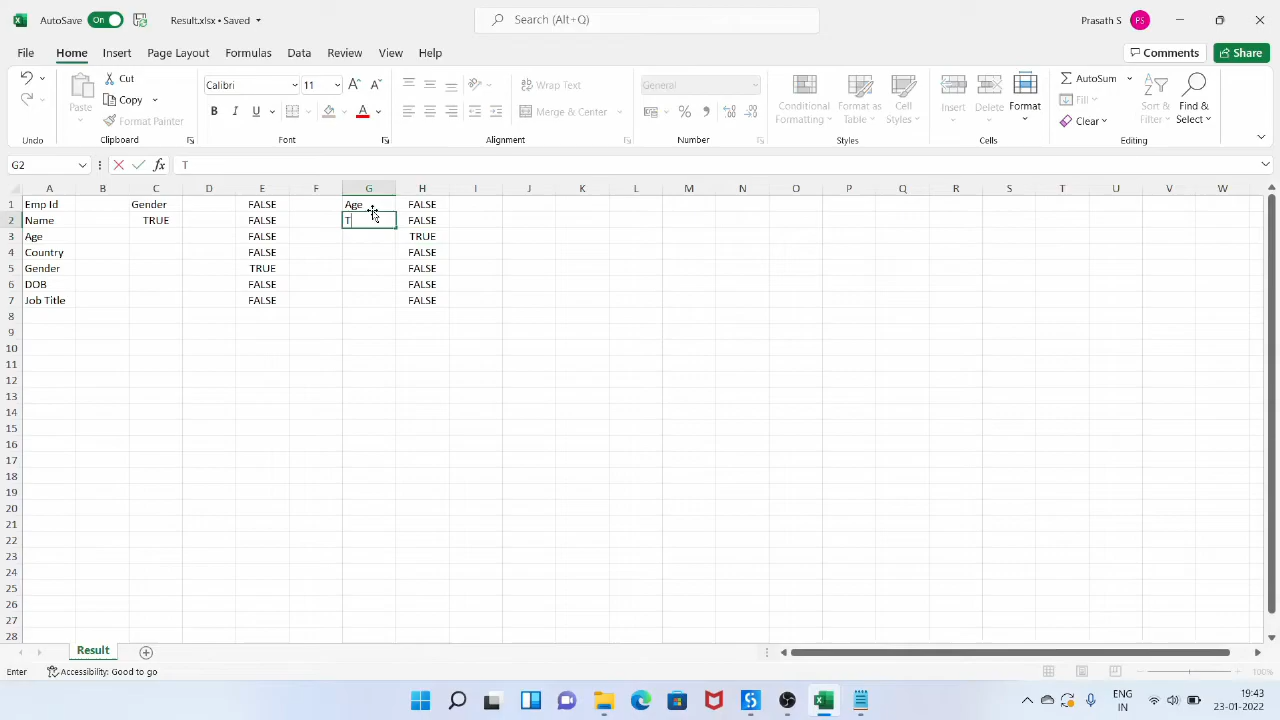 AutoSave On Result.xlsx • Saved Search (Alt+Q) Prasath S PS
File Home Insert Page Layout Formulas Data Review View Help Comments Share
Undo
Paste Cut Copy Format Painter Clipboard
Calibri 11 B I U Font
Wrap Text Merge & Center Alignment
General % Number
Conditional Formatting Format as Table Cell Styles Styles
Insert Delete Format Cells
AutoSum Fill Clear Sort & Filter Find & Select Editing
G2 fx T
A B C D E F G H I J K L M N O P Q R S T U V W
1 Emp Id Gender FALSE Age FALSE
2 Name TRUE FALSE T FALSE
3 Age FALSE TRUE
4 Country FALSE FALSE
5 Gender TRUE FALSE
6 DOB FALSE FALSE
7 Job Title FALSE FALSE
8
9
10
11
12
13
14
15
16
17
18
19
20
21
22
23
24
25
26
27
28
Result
Enter Accessibility: Good to go 100%
ENG IN 19:43 23-01-2022